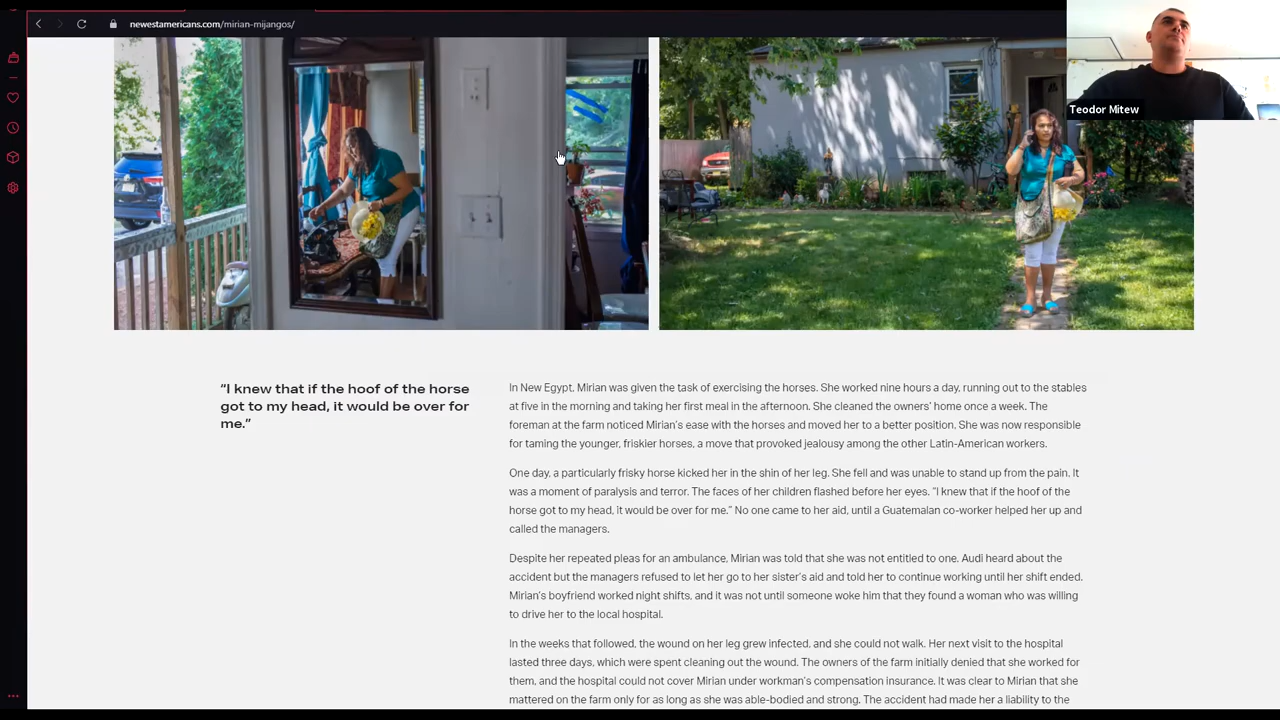 newestamericans.com/mirian-mijangos/
Teodor Mitew
“I knew that if the hoof of the horse
got to my head, it would be over for
me.”
In New Egypt, Mirian was given the task of exercising the horses. She worked nine hours a day, running out to the stables
at five in the morning and taking her first meal in the afternoon. She cleaned the owners’ home once a week. The
foreman at the farm noticed Mirian’s ease with the horses and moved her to a better position. She was now responsible
for taming the younger, friskier horses, a move that provoked jealousy among the other Latin-American workers.
One day, a particularly frisky horse kicked her in the shin of her leg. She fell and was unable to stand up from the pain. It
was a moment of paralysis and terror. The faces of her children flashed before her eyes. “I knew that if the hoof of the
horse got to my head, it would be over for me.” No one came to her aid, until a Guatemalan co-worker helped her up and
called the managers.
Despite her repeated pleas for an ambulance, Mirian was told that she was not entitled to one. Audi heard about the
accident but the managers refused to let her go to her sister’s aid and told her to continue working until her shift ended.
Mirian’s boyfriend worked night shifts, and it was not until someone woke him that they found a woman who was willing
to drive her to the local hospital.
In the weeks that followed, the wound on her leg grew infected, and she could not walk. Her next visit to the hospital
lasted three days, which were spent cleaning out the wound. The owners of the farm initially denied that she worked for
them, and the hospital could not cover Mirian under workman’s compensation insurance. It was clear to Mirian that she
mattered on the farm only for as long as she was able-bodied and strong. The accident had made her a liability to the